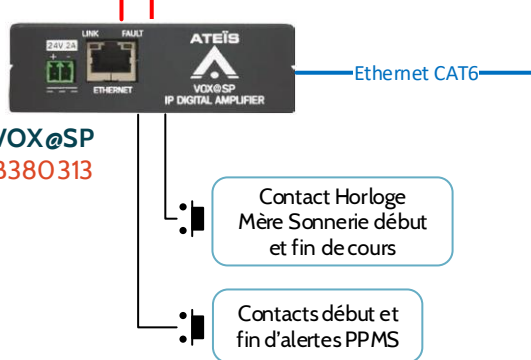 LINK FAULT
24V 2A
+ -
ETHERNET
ATEÏS
VOX@SP
IP DIGITAL AMPLIFIER
Ethernet CAT6
VOX@SP
3380313
Contact Horloge
Mère Sonnerie début
et fin de cours
Contacts début et
fin d'alertes PPMS